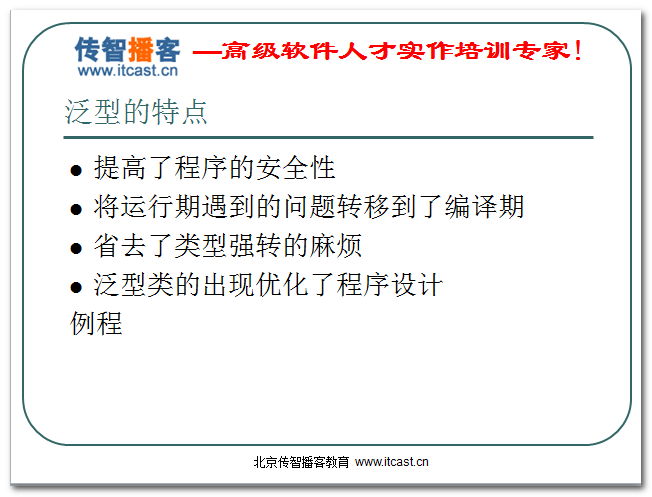 传智播客 —高级软件人才实作培训专家!
www.itcast.cn
泛型的特点
● 提高了程序的安全性
● 将运行期遇到的问题转移到了编译期
● 省去了类型强转的麻烦
● 泛型类的出现优化了程序设计
例程
北京传智播客教育 www.itcast.cn